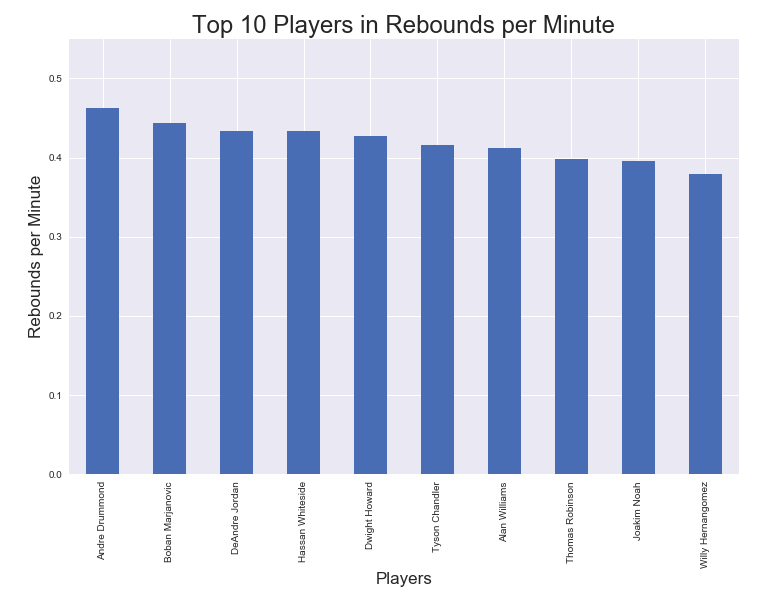 Top 10 Players in Rebounds per Minute
Rebounds per Minute
0.5
0.4
0.3
0.2
0.1
0.0
Andre Drummond
Boban Marjanovic
DeAndre Jordan
Hassan Whiteside
Dwight Howard
Tyson Chandler
Alan Williams
Thomas Robinson
Joakim Noah
Willy Hernangomez
Players